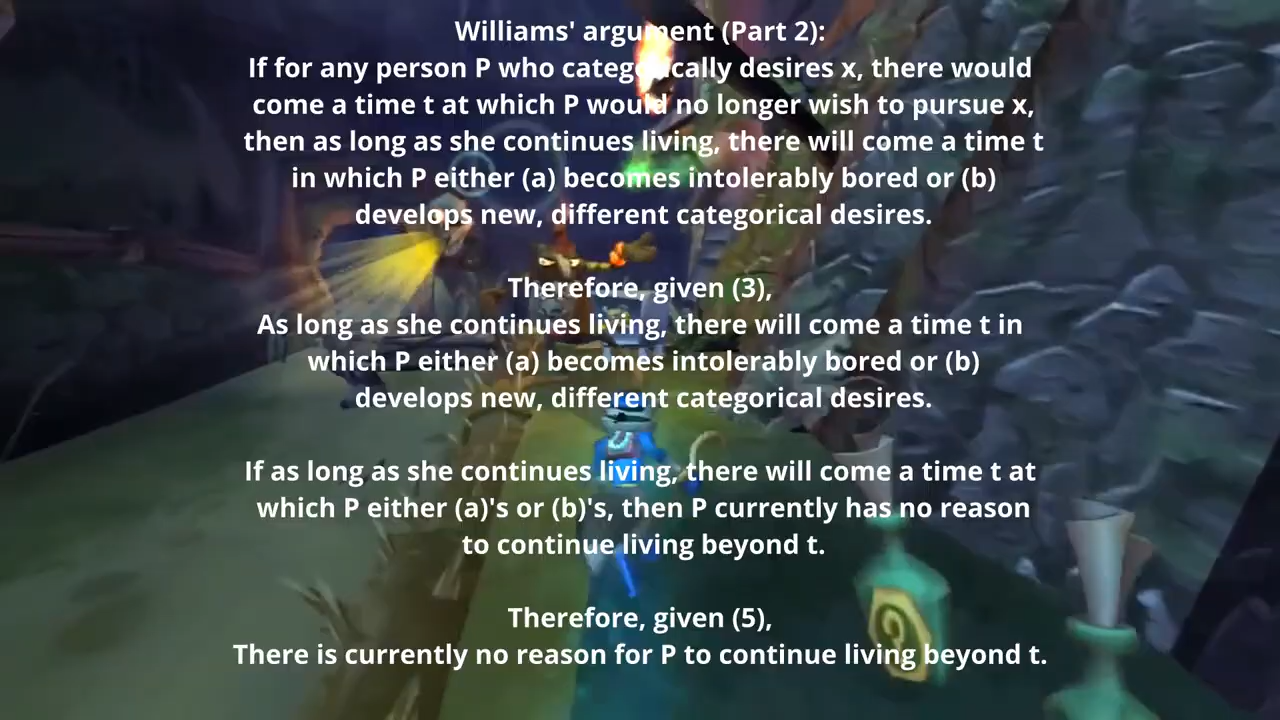 Williams' argument (Part 2):
If for any person P who categorically desires x, there would
come a time t at which P would no longer wish to pursue x,
then as long as she continues living, there will come a time t
in which P either (a) becomes intolerably bored or (b)
develops new, different categorical desires.
Therefore, given (3),
As long as she continues living, there will come a time t in
which P either (a) becomes intolerably bored or (b)
develops new, different categorical desires.
If as long as she continues living, there will come a time t at
which P either (a)'s or (b)'s, then P currently has no reason
to continue living beyond t.
Therefore, given (5),
There is currently no reason for P to continue living beyond t.